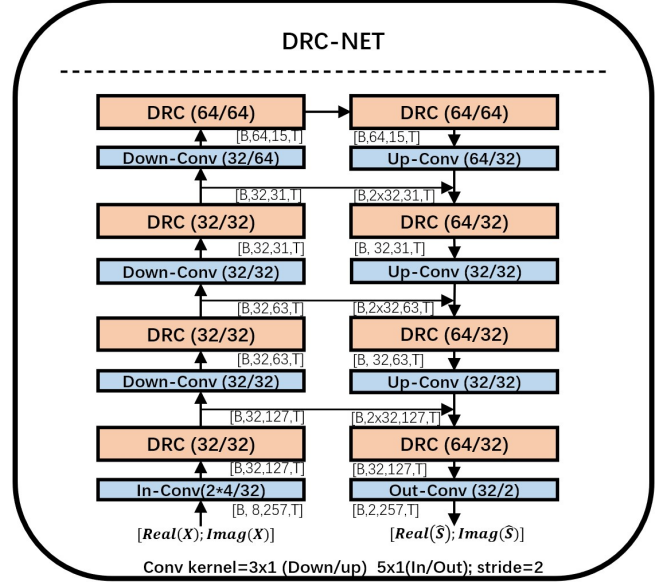 DRC-NET
DRC (64/64)
[B,64,15,T]
Down-Conv (32/64)
[B,32,31,T]
DRC (32/32)
[B,32,31,T]
Down-Conv (32/32)
[B,32,63,T]
DRC (32/32)
[B,32,63,T]
Down-Conv (32/32)
[B,32,127,T]
DRC (32/32)
[B,32,127,T]
In-Conv(2*4/32)
[B, 8,257,T]
[Real(X); Imag(X)]
DRC (64/64)
[B,64,15,T]
Up-Conv (64/32)
[B,2x32,31,T]
DRC (64/32)
[B, 32,31,T]
Up-Conv (32/32)
[B,2x32,63,T]
DRC (64/32)
[B, 32,63,T]
Up-Conv (32/32)
[B,2x32,127,T]
DRC (64/32)
[B,32,127,T]
Out-Conv (32/2)
[B,2,257,T]
[Real(Ŝ); Imag(Ŝ)]
Conv kernel=3x1 (Down/up) 5x1(In/Out); stride=2